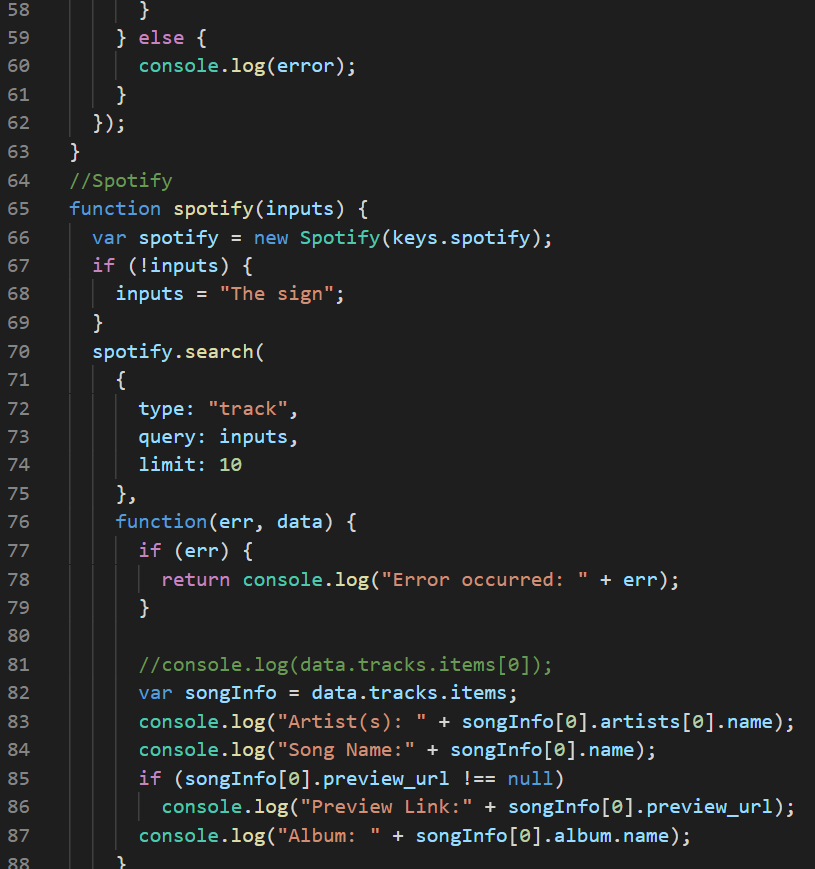 58 }
59 } else {
60 console.log(error);
61 }
62 });
63 }
64 //Spotify
65 function spotify(inputs) {
66 var spotify = new Spotify(keys.spotify);
67 if (!inputs) {
68 inputs = "The sign";
69 }
70 spotify.search(
71 {
72 type: "track",
73 query: inputs,
74 limit: 10
75 },
76 function(err, data) {
77 if (err) {
78 return console.log("Error occurred: " + err);
79 }
80
81 //console.log(data.tracks.items[0]);
82 var songInfo = data.tracks.items;
83 console.log("Artist(s): " + songInfo[0].artists[0].name);
84 console.log("Song Name:" + songInfo[0].name);
85 if (songInfo[0].preview_url !== null)
86 console.log("Preview Link:" + songInfo[0].preview_url);
87 console.log("Album: " + songInfo[0].album.name);
88 }